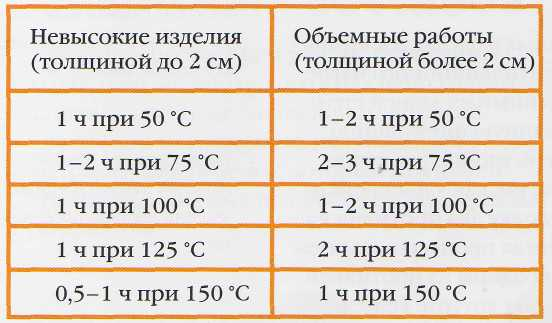 Невысокие изделия
(толщиной до 2 см)
Объемные работы
(толщиной более 2 см)
1 ч при 50 °С
1–2 ч при 50 °С
1–2 ч при 75 °С
2–3 ч при 75 °С
1 ч при 100 °С
1–2 ч при 100 °С
1 ч при 125 °С
2 ч при 125 °С
0,5–1 ч при 150 °С
1 ч при 150 °С